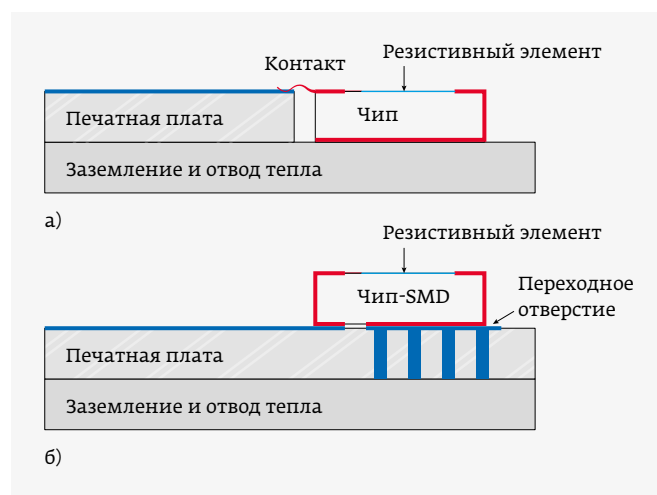 Резистивный элемент
Контакт
Чип
Печатная плата
Заземление и отвод тепла
а)
Резистивный элемент
Переходное
отверстие
Чип-SMD
Печатная плата
Заземление и отвод тепла
б)